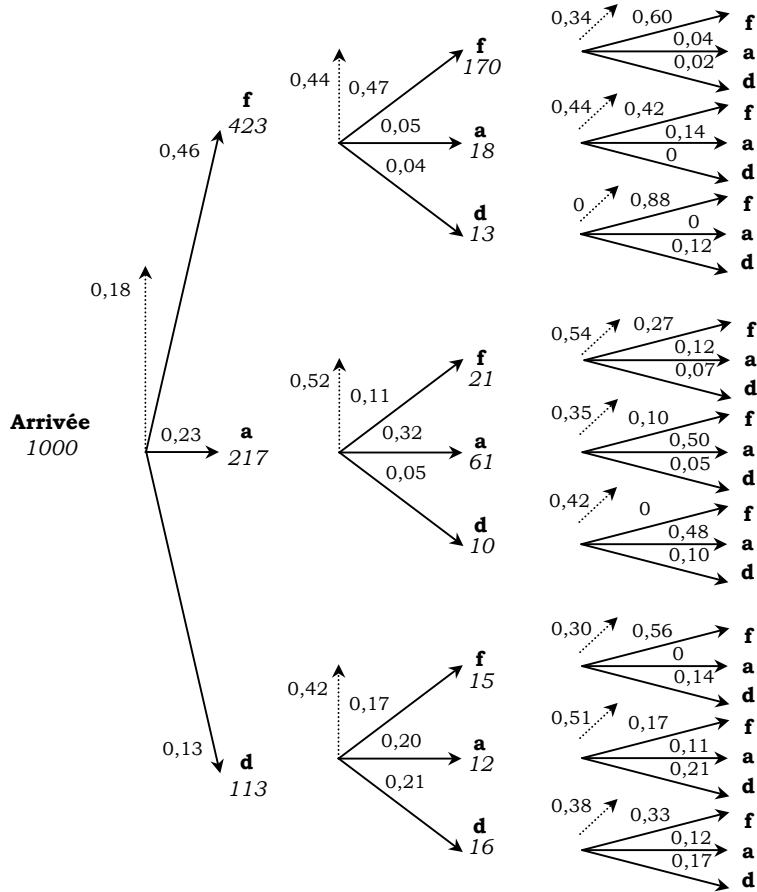 0,34 0,60 f
0,04 a
0,02 d
0,44 0,47 f
170
0,05 a
18
0,04 d
13
0,44 0,42 f
0,14 a
0 d
0 0,88 f
0 a
0,12 d
f
423
0,46
0,18
Arrivée
1000
0,23 a
217
0,13 d
113
0,52 0,11 f
21
0,32 a
61
0,05 d
10
0,54 0,27 f
0,12 a
0,07 d
0,35 0,10 f
0,50 a
0,05 d
0,42 0 f
0,48 a
0,10 d
0,42 0,17 f
15
0,20 a
12
0,21 d
16
0,30 0,56 f
0 a
0,14 d
0,51 0,17 f
0,11 a
0,21 d
0,38 0,33 f
0,12 a
0,17 d